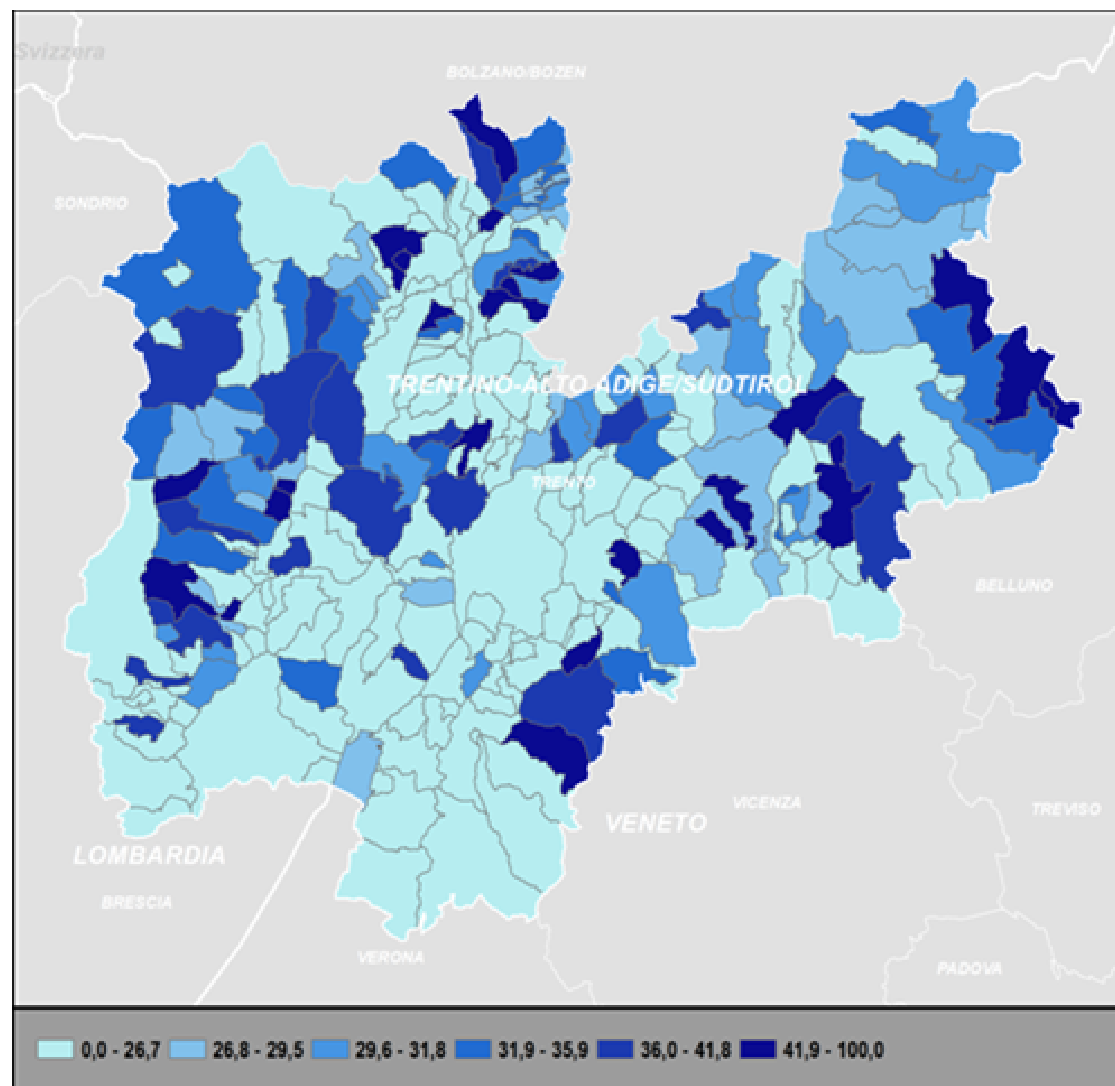 Svizzera
BOLZANO/BOZEN
SONDRIO
TRENTINO-ALTO ADIGE/SÜDTIROL
TRENTO
BELLUNO
VICENZA
TREVISO
VENETO
LOMBARDIA
BRESCIA
VERONA
PADOVA
0,0 - 26,7 26,8 - 29,5 29,6 - 31,8 31,9 - 35,9 36,0 - 41,8 41,9 - 100,0